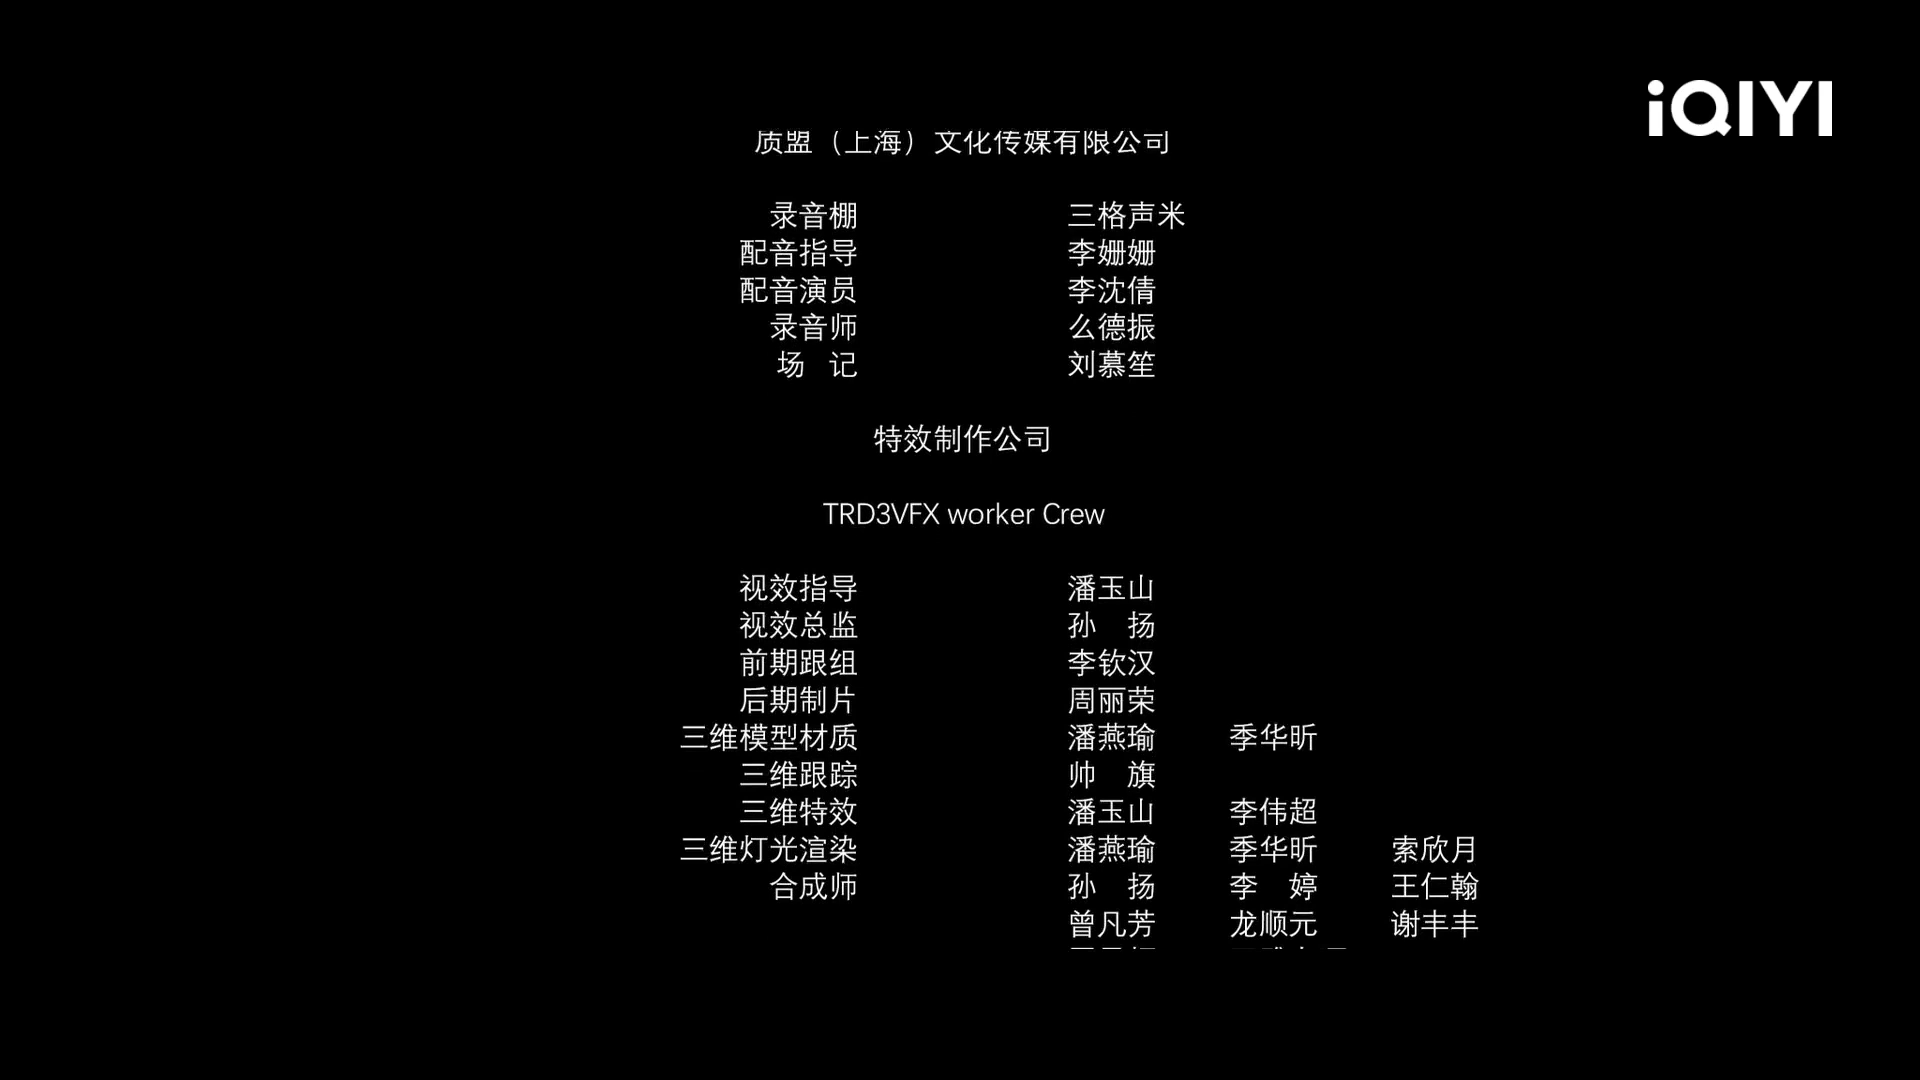 iQIYI
质盟（上海）文化传媒有限公司
录音棚 三格声米
配音指导 李姗姗
配音演员 李沈倩
录音师 么德振
场 记 刘慕笙
特效制作公司
TRD3VFX worker Crew
视效指导 潘玉山
视效总监 孙 扬
前期跟组 李钦汉
后期制片 周丽荣
三维模型材质 潘燕瑜 季华昕
三维跟踪 帅 旗
三维特效 潘玉山 李伟超
三维灯光渲染 潘燕瑜 季华昕 索欣月
合成师 孙 扬 李 婷 王仁翰
曾凡芳 龙顺元 谢丰丰